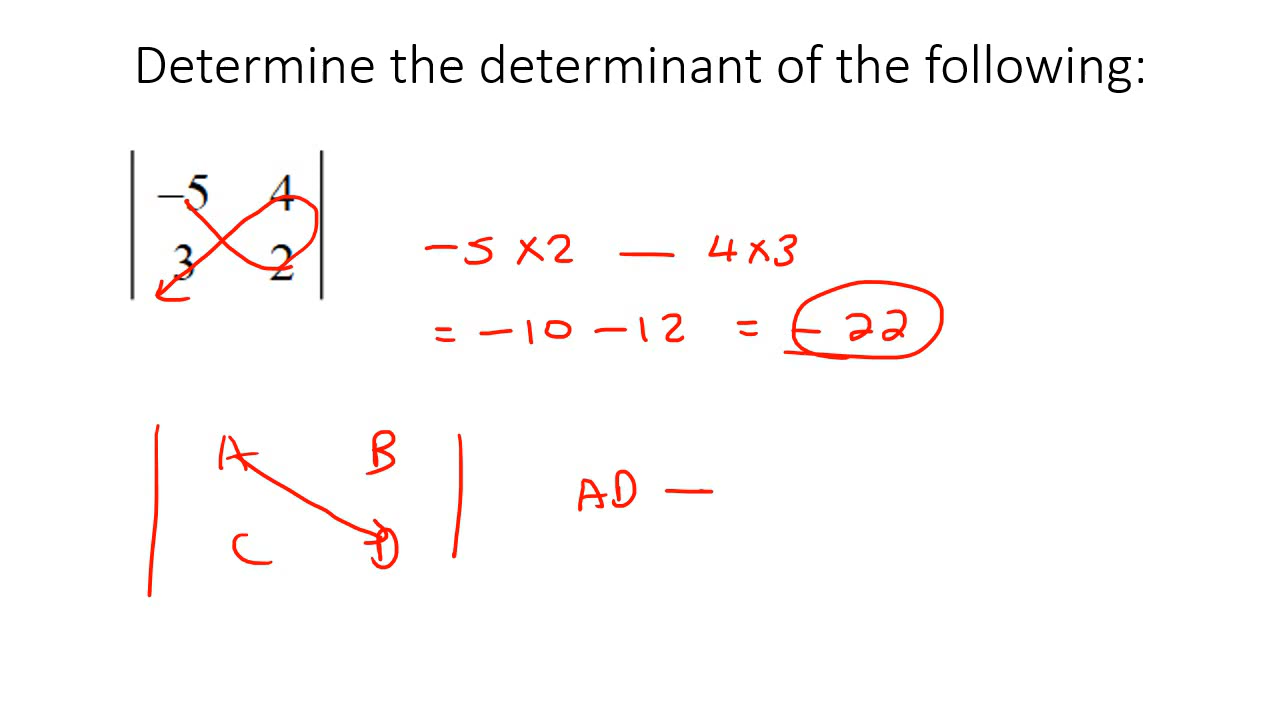 Determine the determinant of the following:
−5 4
3 2
−5 × 2 — 4 × 3
= −10 − 12 = − 22
A B
C D
AD —